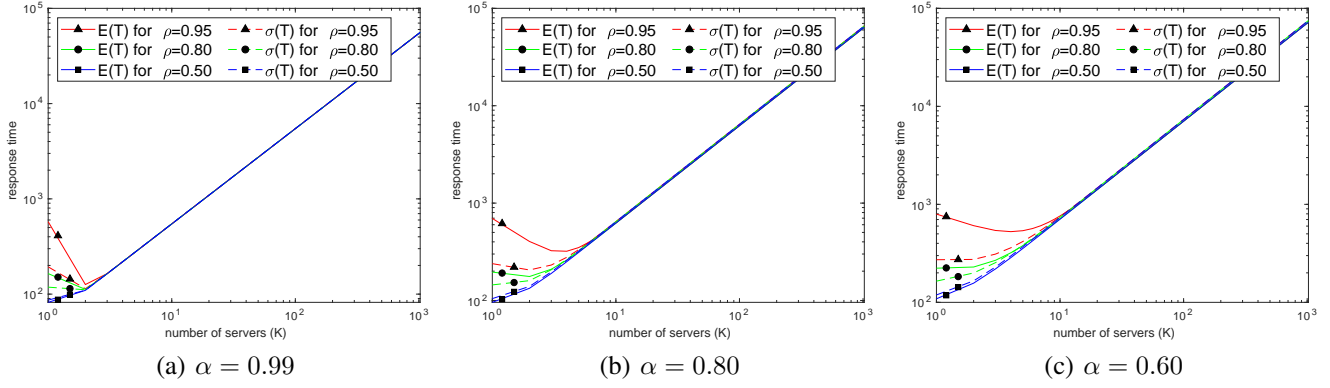 10^5
E(T) for ρ=0.95 σ(T) for ρ=0.95
E(T) for ρ=0.80 σ(T) for ρ=0.80
E(T) for ρ=0.50 σ(T) for ρ=0.50
10^4
response time
10^3
10^2
10^0 10^1 10^2 10^3
number of servers (K)
(a) α = 0.99
10^5
E(T) for ρ=0.95 σ(T) for ρ=0.95
E(T) for ρ=0.80 σ(T) for ρ=0.80
E(T) for ρ=0.50 σ(T) for ρ=0.50
10^4
response time
10^3
10^2
10^0 10^1 10^2 10^3
number of servers (K)
(b) α = 0.80
10^5
E(T) for ρ=0.95 σ(T) for ρ=0.95
E(T) for ρ=0.80 σ(T) for ρ=0.80
E(T) for ρ=0.50 σ(T) for ρ=0.50
10^4
response time
10^3
10^2
10^0 10^1 10^2 10^3
number of servers (K)
(c) α = 0.60